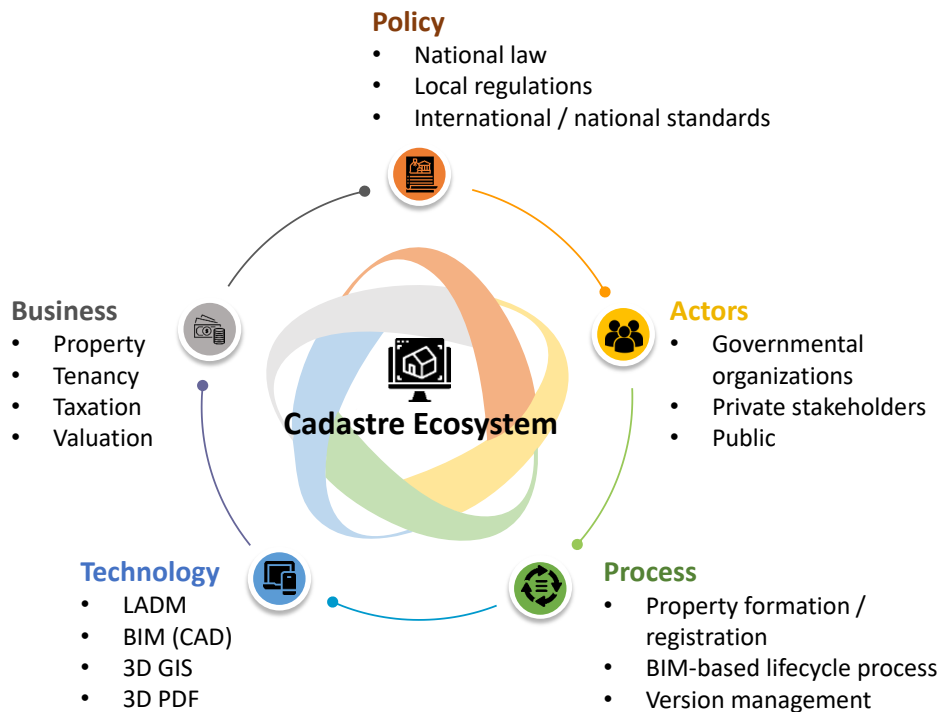 Policy
• National law
• Local regulations
• International / national standards
Business
• Property
• Tenancy
• Taxation
• Valuation
Actors
• Governmental
organizations
• Private stakeholders
• Public
Cadastre Ecosystem
Technology
• LADM
• BIM (CAD)
• 3D GIS
• 3D PDF
Process
• Property formation /
registration
• BIM-based lifecycle process
• Version management